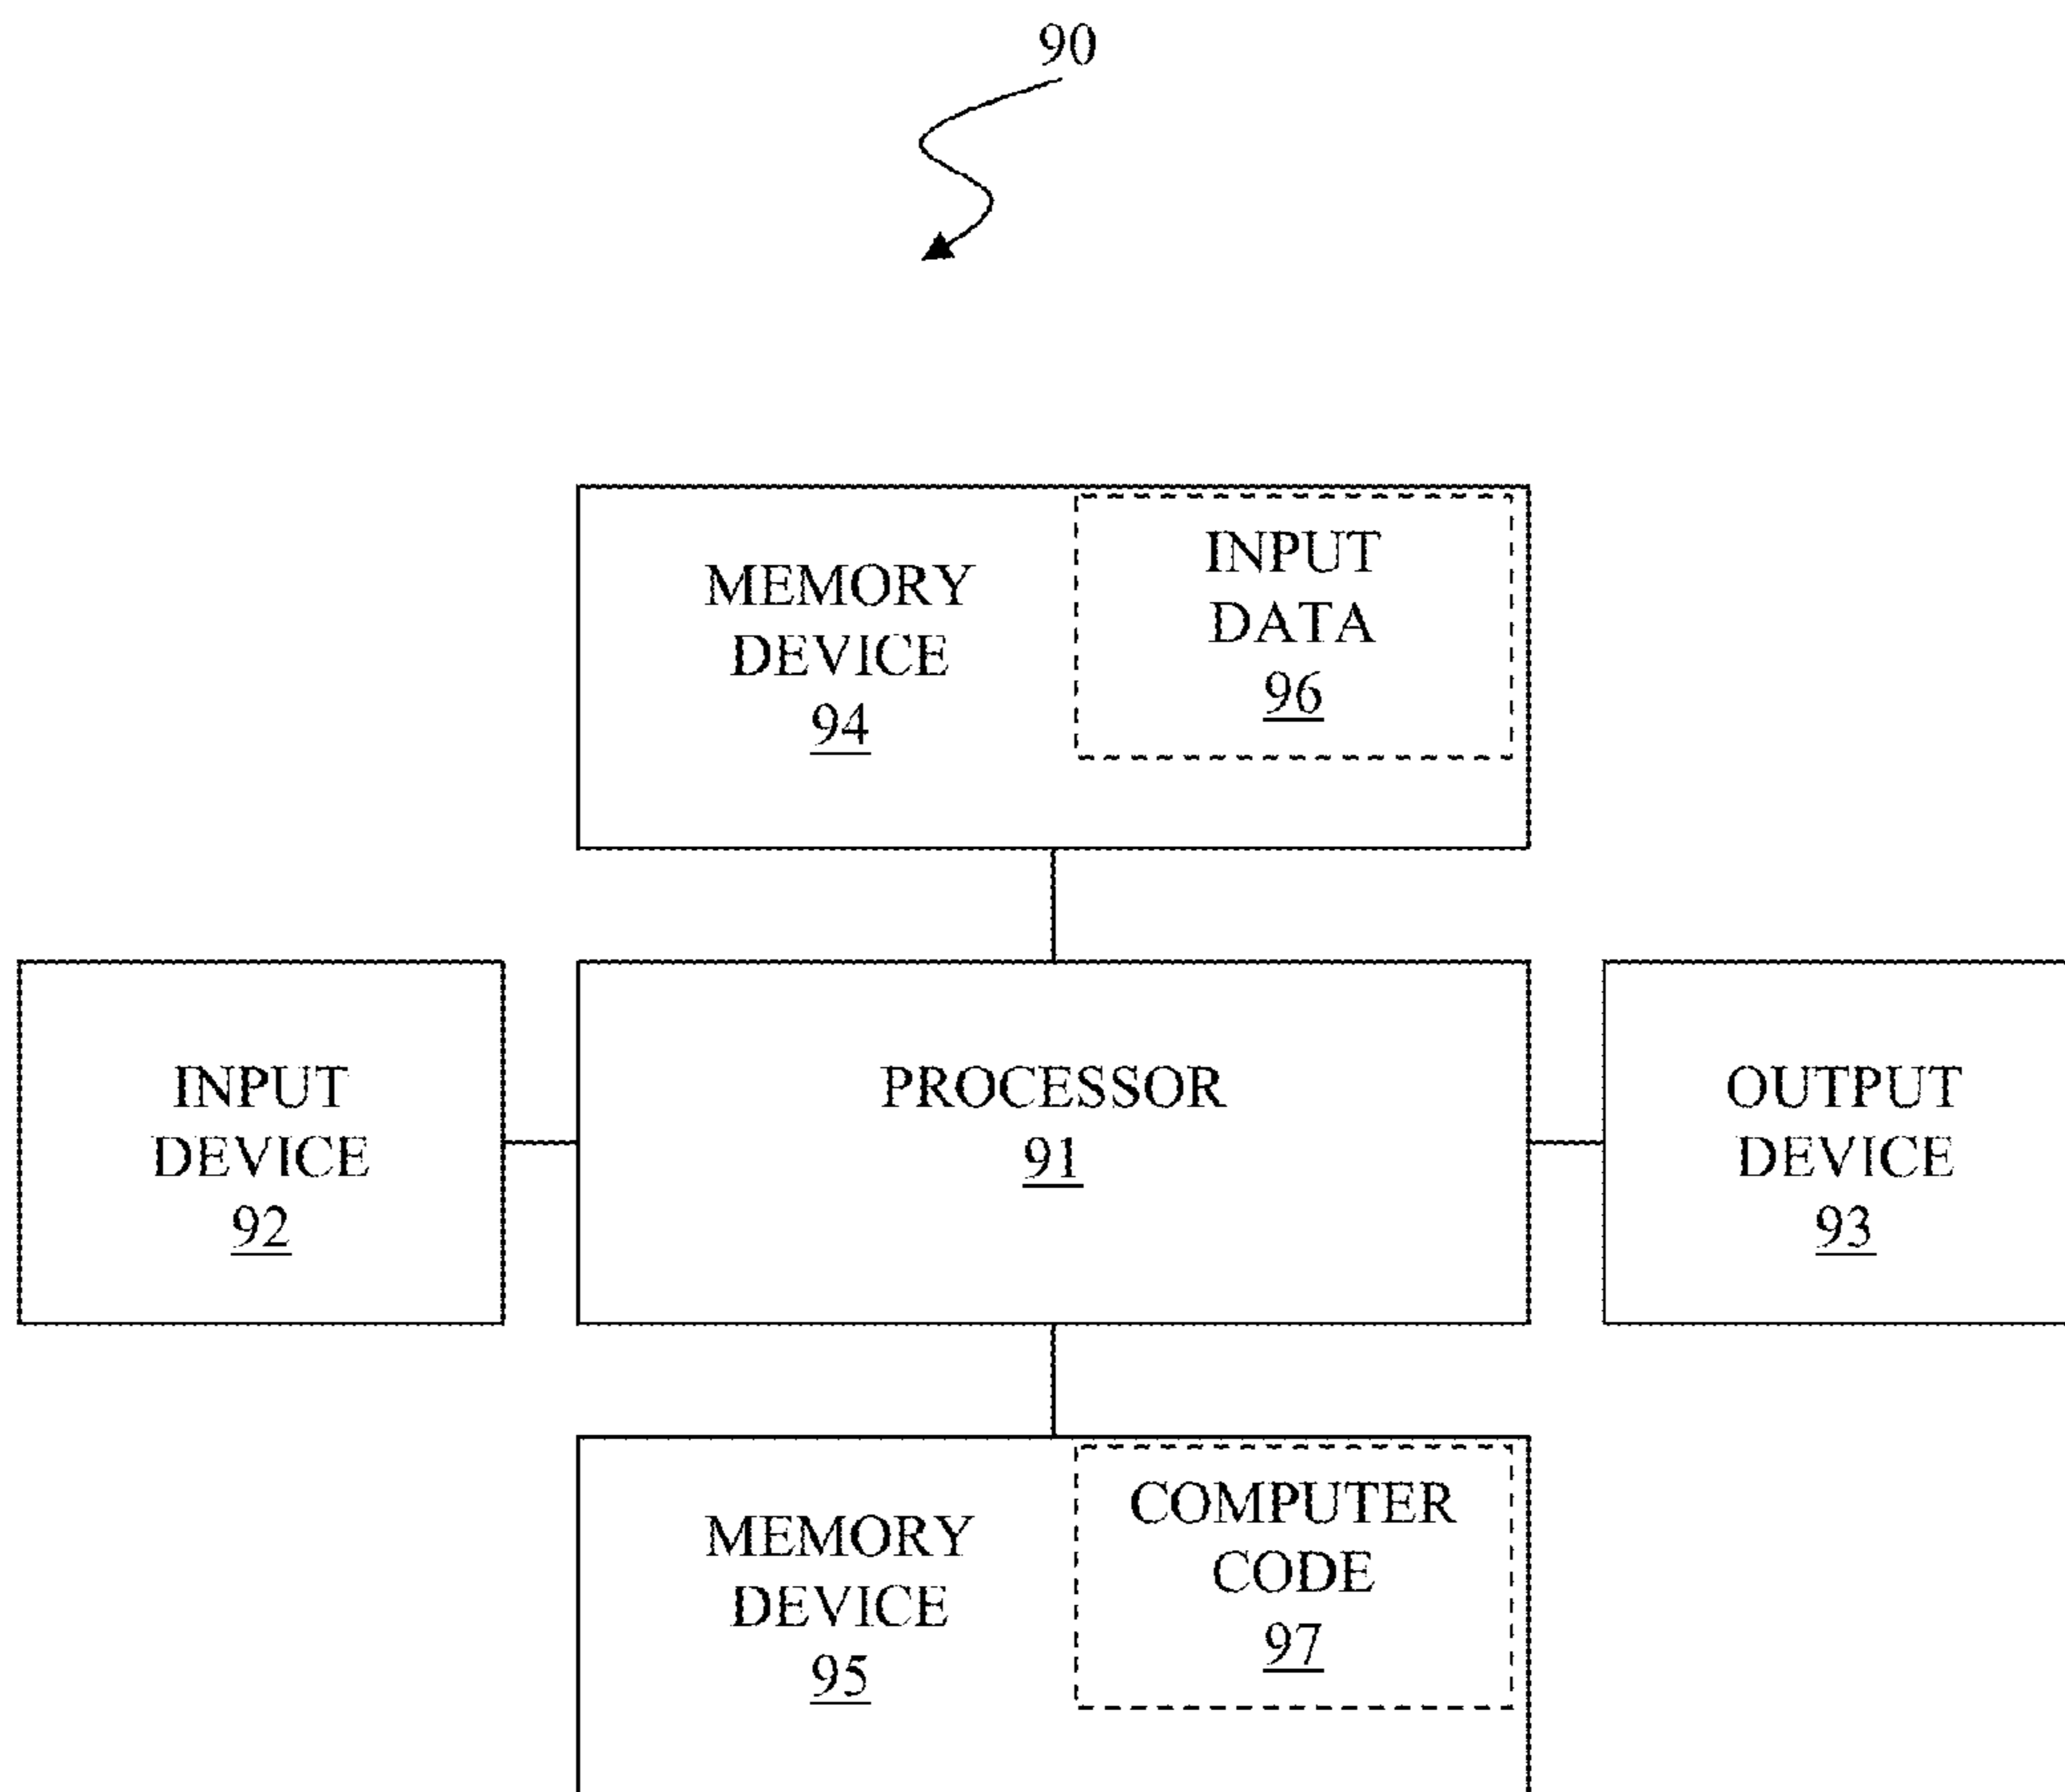 90
MEMORY
DEVICE
94
INPUT
DATA
96
INPUT
DEVICE
92
PROCESSOR
91
OUTPUT
DEVICE
93
MEMORY
DEVICE
95
COMPUTER
CODE
97